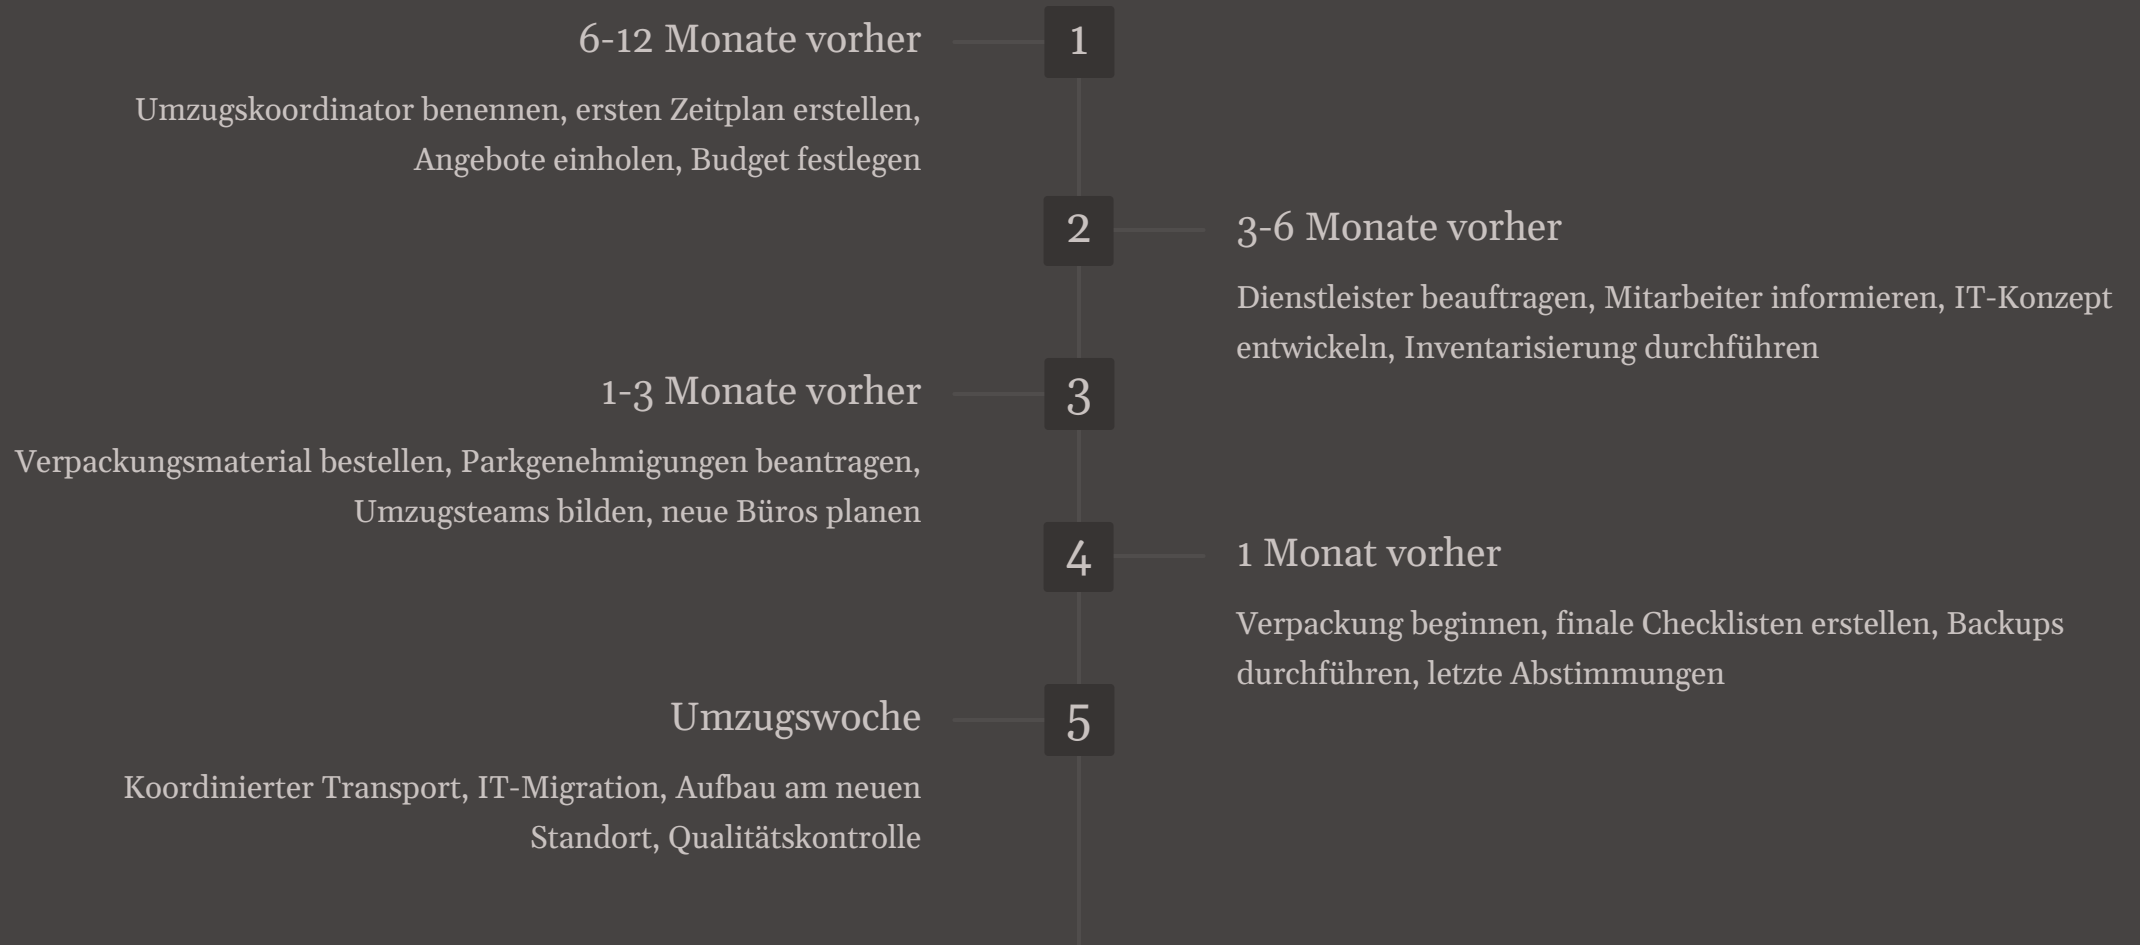 6-12 Monate vorher
1
Umzugskoordinator benennen, ersten Zeitplan erstellen,
Angebote einholen, Budget festlegen
2
3-6 Monate vorher
Dienstleister beauftragen, Mitarbeiter informieren, IT-Konzept
entwickeln, Inventarisierung durchführen
1-3 Monate vorher
3
Verpackungsmaterial bestellen, Parkgenehmigungen beantragen,
Umzugsteams bilden, neue Büros planen
4
1 Monat vorher
Verpackung beginnen, finale Checklisten erstellen, Backups
durchführen, letzte Abstimmungen
Umzugswoche
5
Koordinierter Transport, IT-Migration, Aufbau am neuen
Standort, Qualitätskontrolle